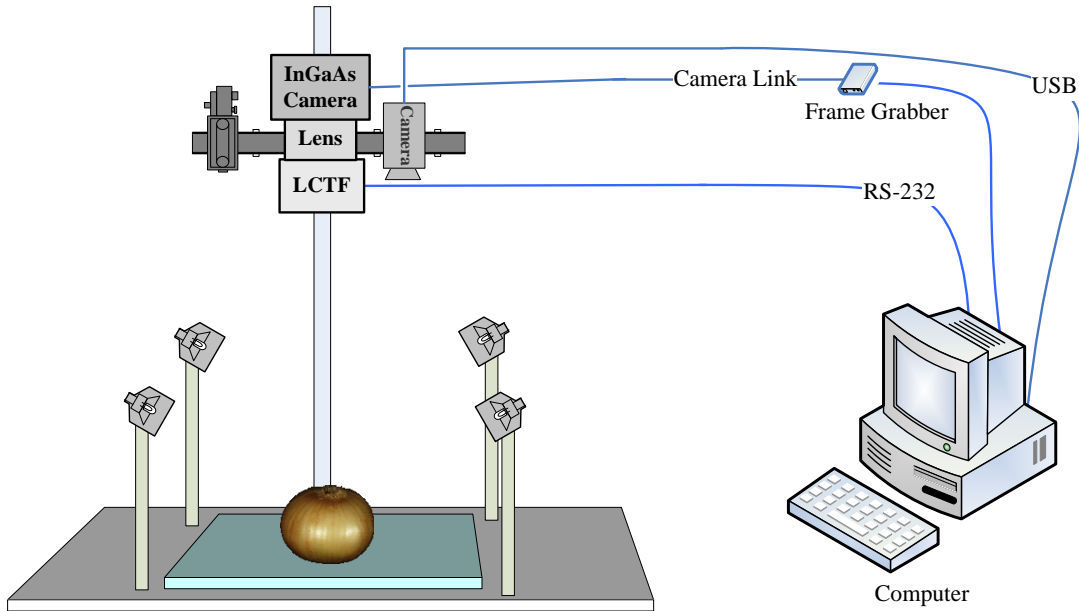 InGaAs
Camera
Lens
LCTF
Camera
Camera Link
Frame Grabber
USB
RS-232
Computer